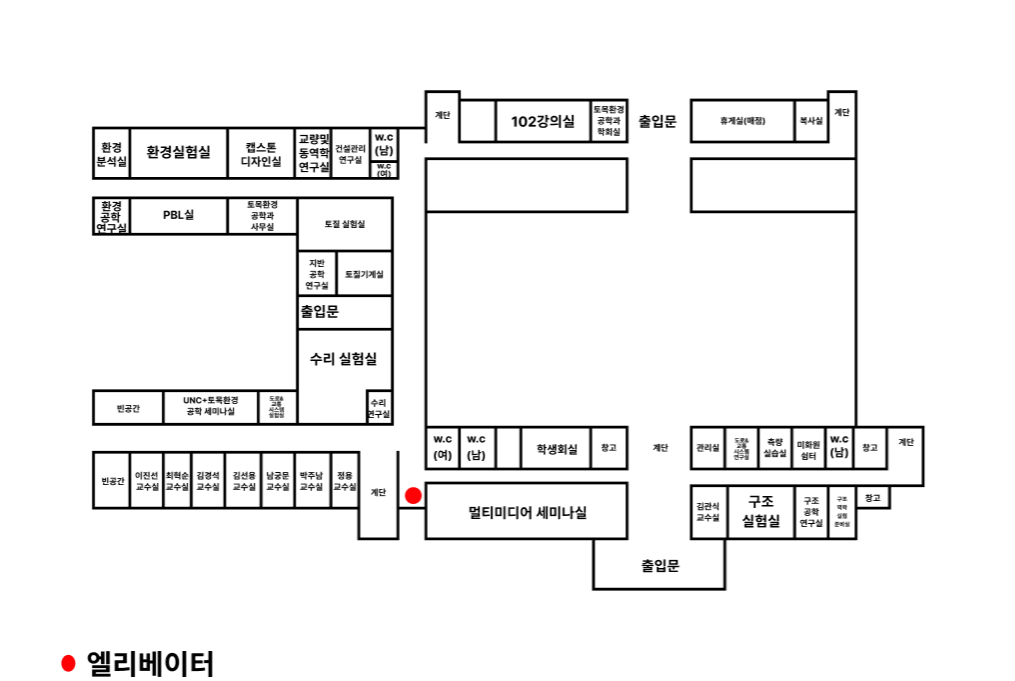 계단
102강의실
토목환경
공학과
학회실
출입문
휴게실(매점)
복사실
계단
환경
분석실
환경실험실
캡스톤
디자인실
교량및
동역학
연구실
건설관리
연구실
W.C
(남)
W.C
(여)
환경
공학
연구실
PBL실
토목환경
공학과
사무실
토질 실험실
지반
공학
연구실
토질기계실
출입문
수리 실험실
수리
연구실
빈공간
UNC+토목환경
공학 세미나실
도로&
교통
시스템
실험실
W.C
(여)
W.C
(남)
학생회실
창고
계단
관리실
도로&
교통
시스템
연구실
측량
실습실
미화원
쉼터
W.C
(남)
창고
계단
빈공간
이진선
교수실
최혁순
교수실
김경석
교수실
김선용
교수실
남궁문
교수실
박주남
교수실
정용
교수실
계단
멀티미디어 세미나실
김관식
교수실
구조
실험실
구조
공학
연구실
구조
역학
실험
준비실
창고
출입문
엘리베이터